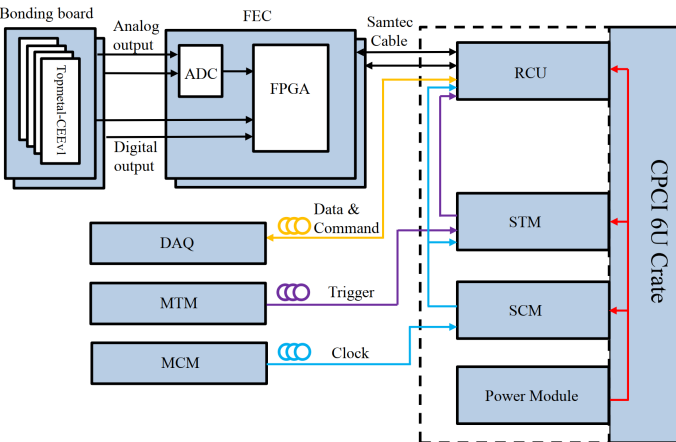 Bonding board
FEC
Samtec
Cable
Analog
output
Topmetal-CEEv1
ADC
FPGA
RCU
Digital
output
CPCI 6U Crate
Data &
Command
DAQ
STM
MTM
Trigger
SCM
MCM
Clock
Power Module